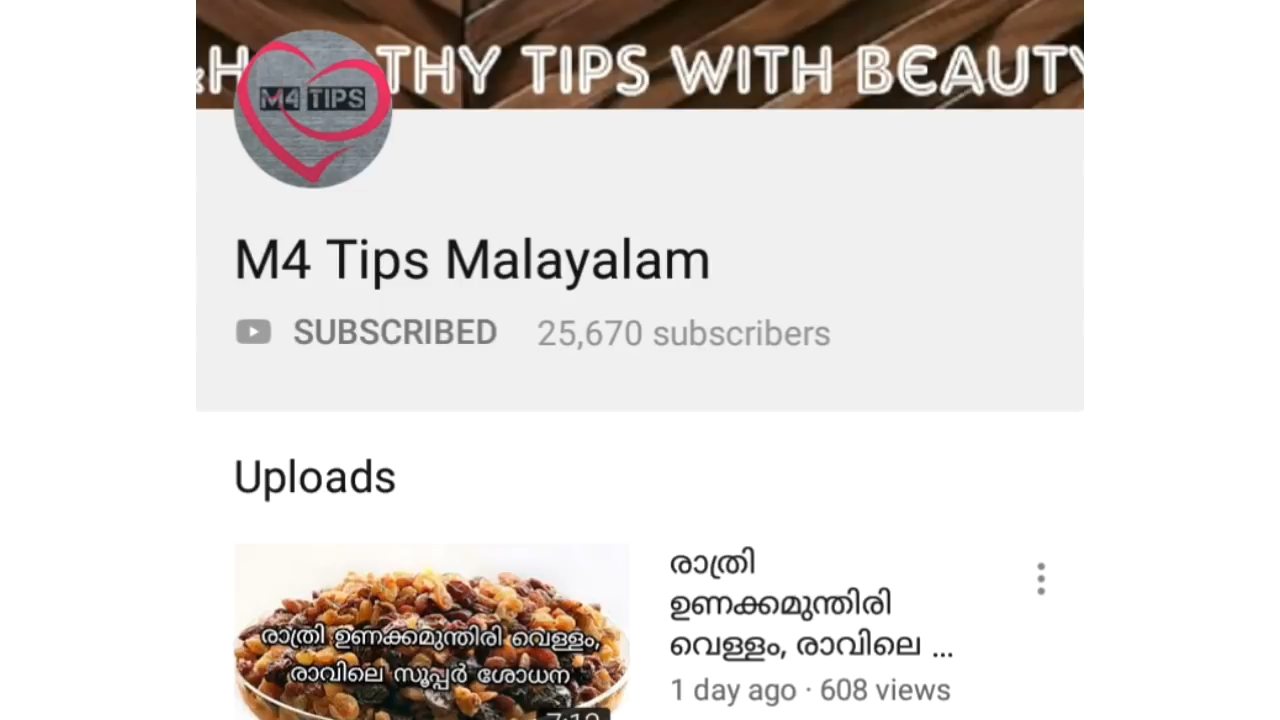 THY TIPS WITH BEAUTY
M4 TIPS
M4 Tips Malayalam
SUBSCRIBED 25,670 subscribers
Uploads
രാത്രി
ഉണക്കമുന്തിരി
വെള്ളം, രാവിലെ ...
1 day ago · 608 views
രാത്രി ഉണക്കമുന്തിരി വെള്ളം,
രാവിലെ സൂപ്പർ ശോധന